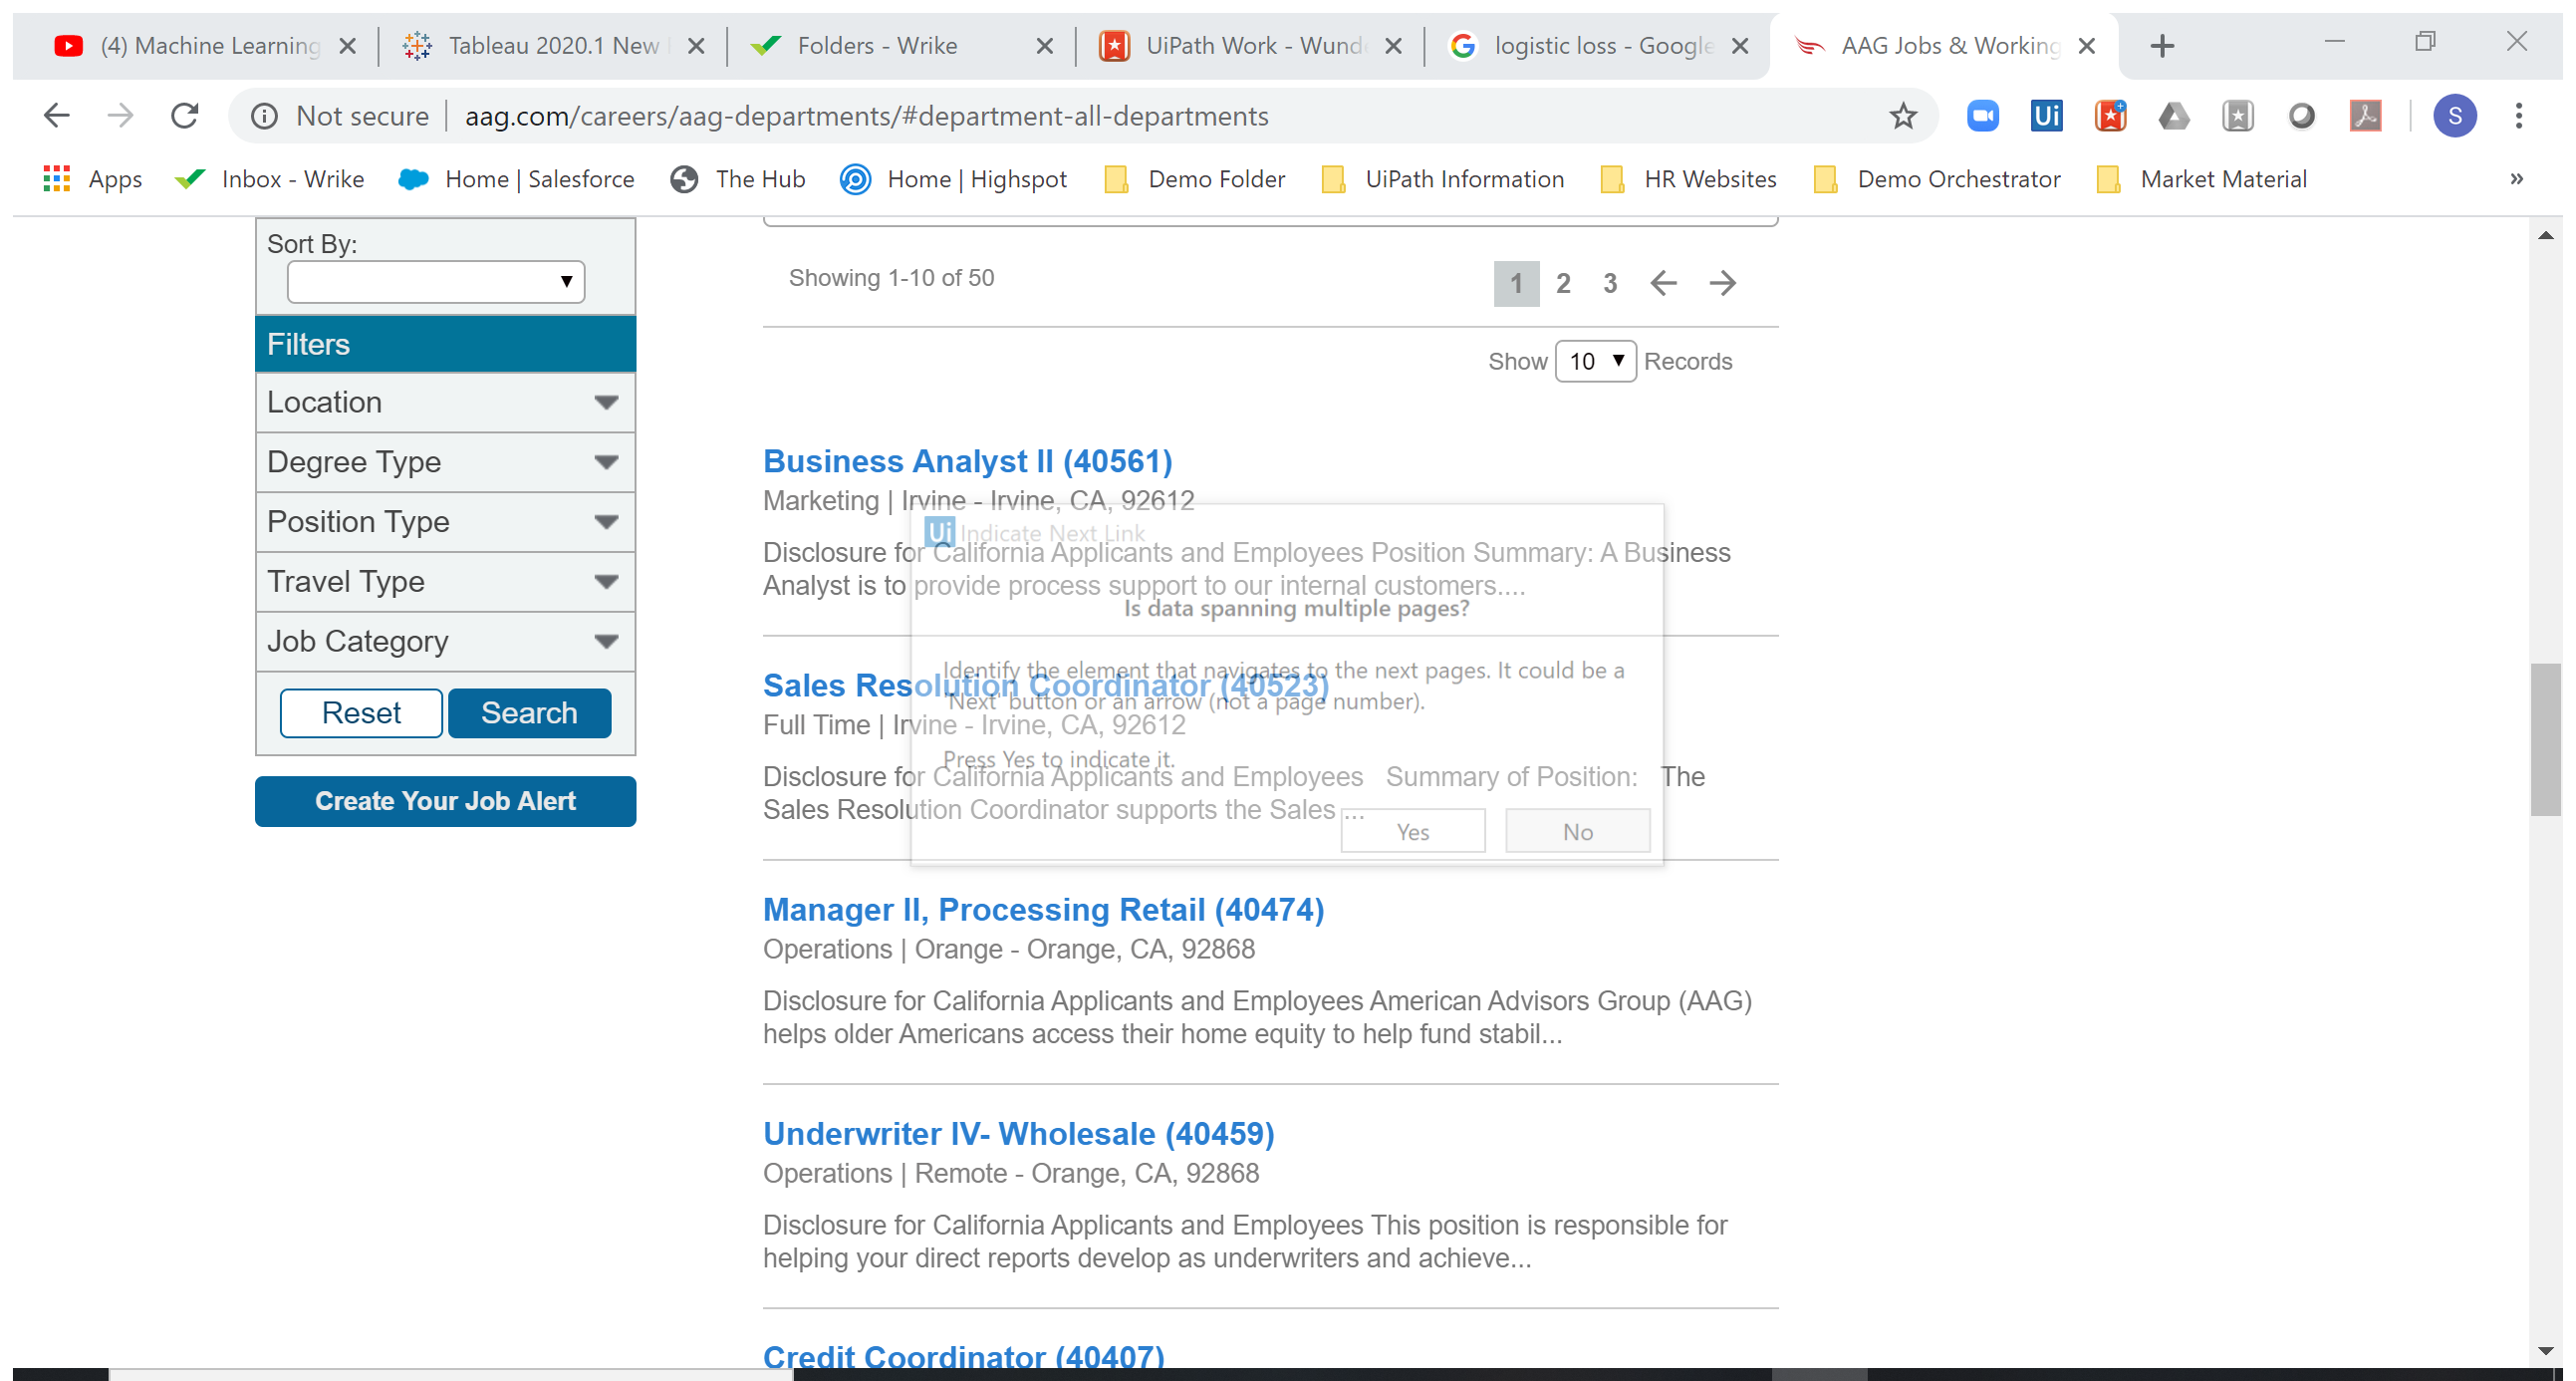 (4) Machine Learning
Tableau 2020.1 New
Folders - Wrike
UiPath Work - Wund
logistic loss - Google
AAG Jobs & Working
Not secure
aag.com/careers/aag-departments/#department-all-departments
Ui
S
Apps
Inbox - Wrike
Home | Salesforce
The Hub
Home | Highspot
Demo Folder
UiPath Information
HR Websites
Demo Orchestrator
Market Material
»
Sort By:
Filters
Location
Degree Type
Position Type
Travel Type
Job Category
Reset
Search
Create Your Job Alert
Showing 1-10 of 50
1 2 3
Show 10 Records
Business Analyst II (40561)
Marketing | Irvine - Irvine, CA, 92612
Disclosure for California Applicants and Employees Position Summary: A Business
Analyst is to provide process support to our internal customers....
Sales Resolution Coordinator (40523)
Full Time | Irvine - Irvine, CA, 92612
Disclosure for California Applicants and Employees Summary of Position: The
Sales Resolution Coordinator supports the Sales ...
Manager II, Processing Retail (40474)
Operations | Orange - Orange, CA, 92868
Disclosure for California Applicants and Employees American Advisors Group (AAG)
helps older Americans access their home equity to help fund stabil...
Underwriter IV- Wholesale (40459)
Operations | Remote - Orange, CA, 92868
Disclosure for California Applicants and Employees This position is responsible for
helping your direct reports develop as underwriters and achieve...
Credit Coordinator (40407)
Ui Indicate Next Link
Is data spanning multiple pages?
Identify the element that navigates to the next pages. It could be a
'Next' button or an arrow (not a page number).
Press Yes to indicate it.
Yes
No